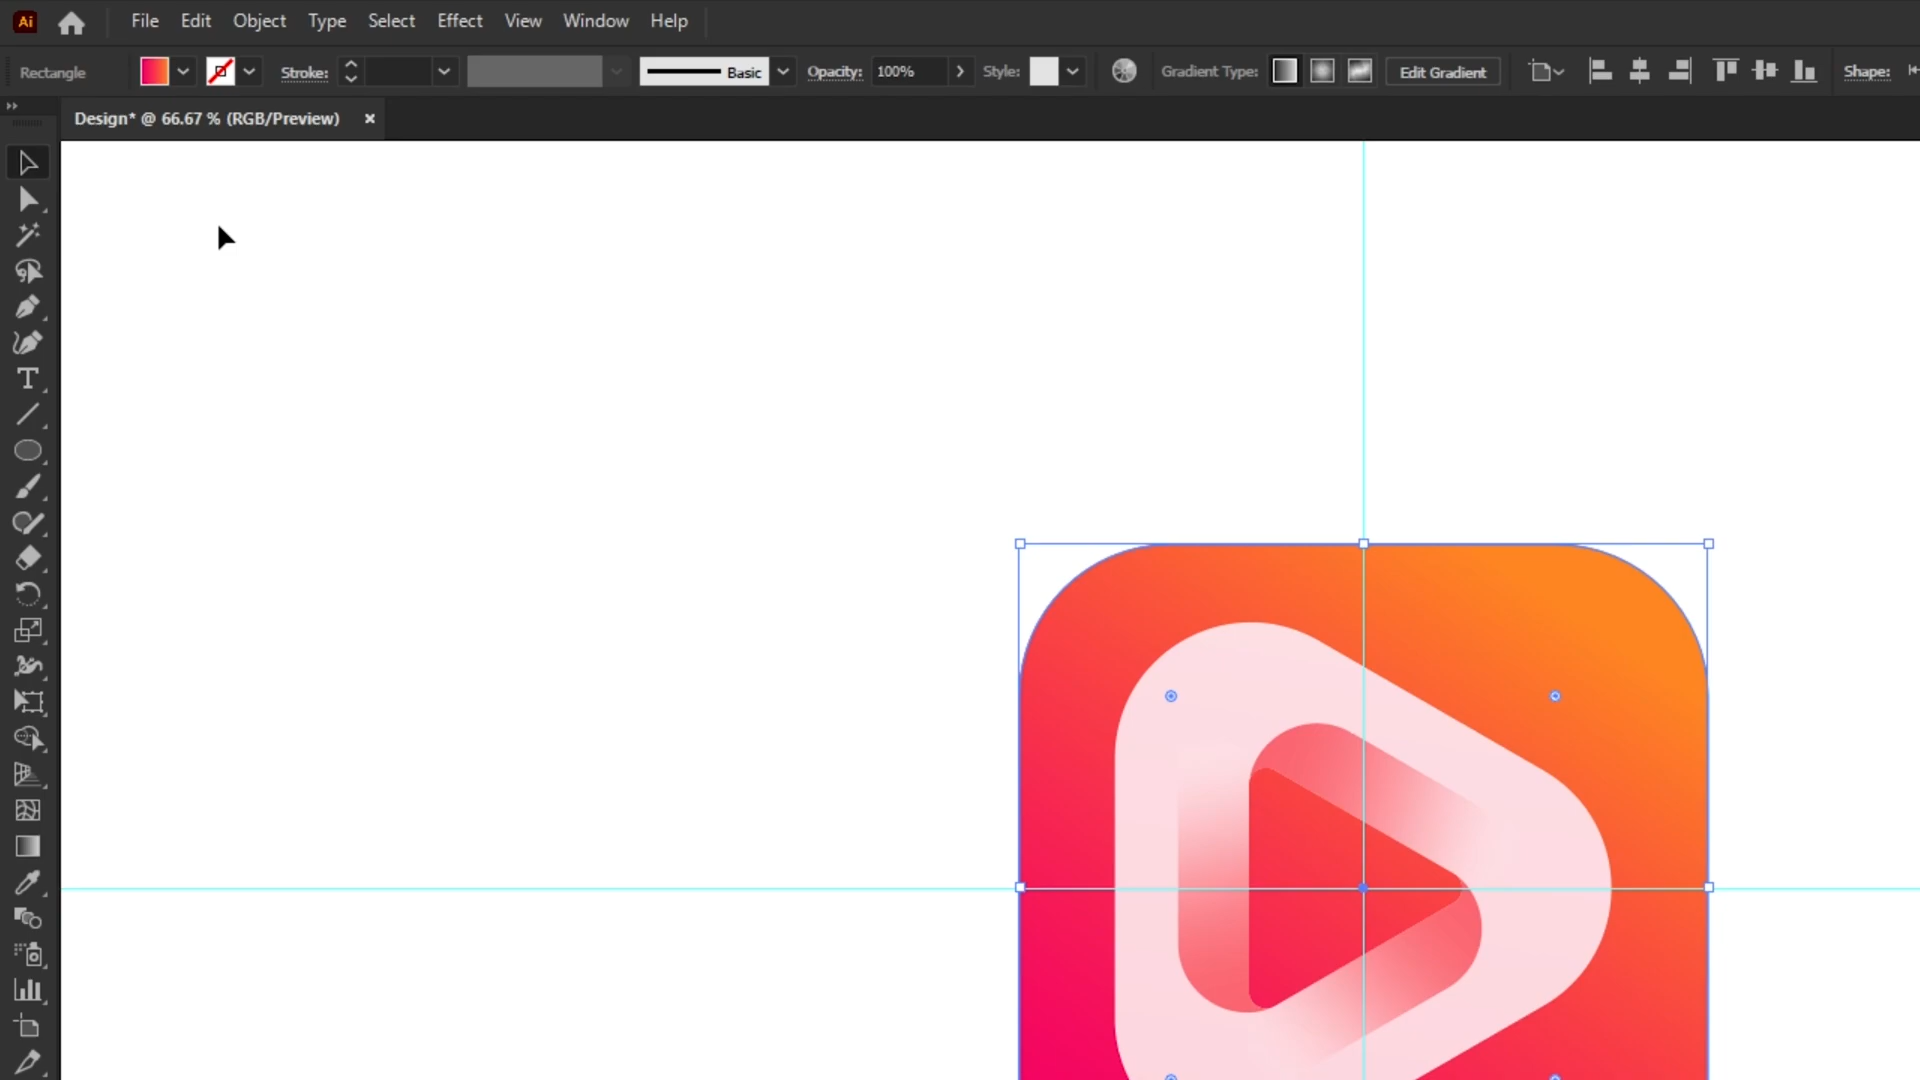 Ai File Edit Object Type Select Effect View Window Help
Rectangle Stroke: Basic Opacity: 100% Style: Gradient Type: Edit Gradient Shape:
Design* @ 66.67 % (RGB/Preview) ×